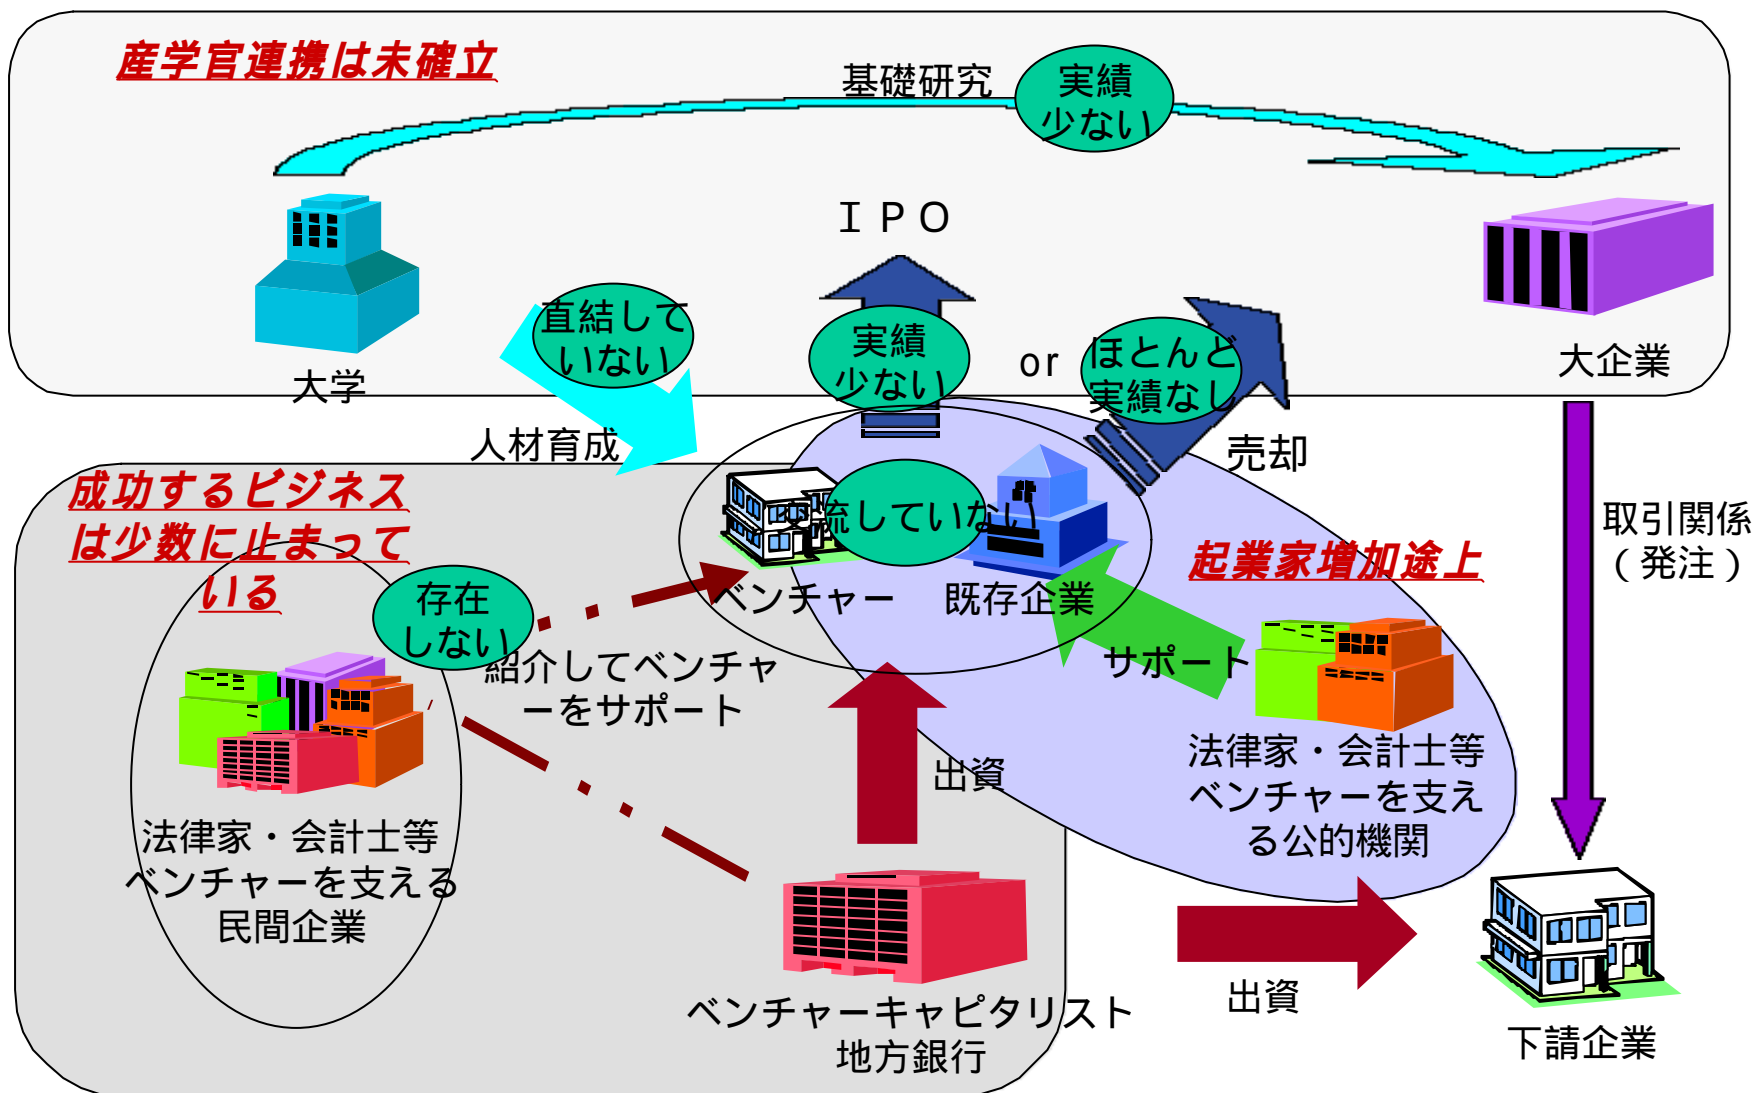 産学官連携は未確立
基礎研究
実績
少ない
ＩＰＯ
直結して
いない
実績
少ない
or
ほとんど
実績なし
大学
大企業
人材育成
売却
成功するビジネス
は少数に止まって
いる
流していない
取引関係
（発注）
起業家増加途上
存在
しない
ベンチャー
既存企業
紹介してベンチャ
ーをサポート
サポート
出資
法律家・会計士等
ベンチャーを支え
る公的機関
法律家・会計士等
ベンチャーを支える
民間企業
ベンチャーキャピタリスト
地方銀行
出資
下請企業